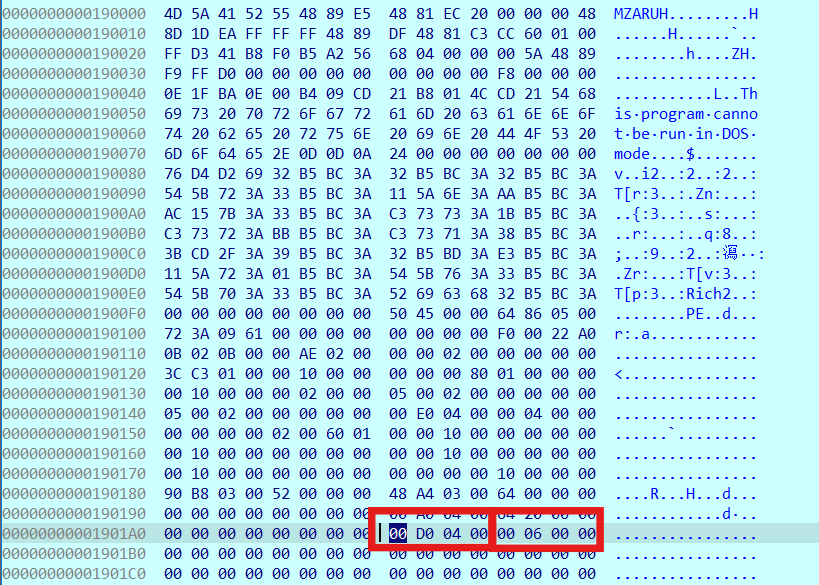 0000000000190000 4D 5A 41 52 55 48 89 E5 48 81 EC 20 00 00 00 48 MZARUH.........H
0000000000190010 8D 1D EA FF FF FF 48 89 DF 48 81 C3 CC 60 01 00 ......H......`..
0000000000190020 FF D3 41 B8 F0 B5 A2 56 68 04 00 00 00 5A 48 89 ........h....ZH.
0000000000190030 F9 FF D0 00 00 00 00 00 00 00 00 00 F8 00 00 00 ................
0000000000190040 0E 1F BA 0E 00 B4 09 CD 21 B8 01 4C CD 21 54 68 ...........L..Th
0000000000190050 69 73 20 70 72 6F 67 72 61 6D 20 63 61 6E 6E 6F is·program·canno
0000000000190060 74 20 62 65 20 72 75 6E 20 69 6E 20 44 4F 53 20 t·be·run·in·DOS·
0000000000190070 6D 6F 64 65 2E 0D 0D 0A 24 00 00 00 00 00 00 00 mode....$.......
0000000000190080 76 D4 D2 69 32 B5 BC 3A 32 B5 BC 3A 32 B5 BC 3A v..i2..:2..:2..:
0000000000190090 54 5B 72 3A 33 B5 BC 3A 11 5A 6E 3A AA B5 BC 3A T[r:3..:.Zn:...:
00000000001900A0 AC 15 7B 3A 33 B5 BC 3A C3 73 73 3A 1B B5 BC 3A ..{:3..:.s:...:
00000000001900B0 C3 73 72 3A BB B5 BC 3A C3 73 71 3A 38 B5 BC 3A ..r:...:..q:8..:
00000000001900C0 3B CD 2F 3A 39 B5 BC 3A 32 B5 BD 3A E3 B5 BC 3A
00000000001900D0 11 5A 72 3A 01 B5 BC 3A 54 5B 76 3A 33 B5 BC 3A .Zr:...:T[v:3..:
00000000001900E0 54 5B 70 3A 33 B5 BC 3A 52 69 63 68 32 B5 BC 3A T[p:3..:Rich2..:
00000000001900F0 00 00 00 00 00 00 00 00 50 45 00 00 64 86 05 00 ........PE..d...
0000000000190100 72 3A 09 61 00 00 00 00 00 00 00 00 F0 00 22 A0 r:.a............
0000000000190110 0B 02 0B 00 00 AE 02 00 00 00 02 00 00 00 00 00 ................
0000000000190120 3C C3 01 00 00 10 00 00 00 00 00 80 01 00 00 00 <...............
0000000000190130 00 10 00 00 00 02 00 00 05 00 02 00 00 00 00 00 ................
0000000000190140 05 00 02 00 00 00 00 00 00 E0 04 00 00 04 00 00 ................
0000000000190150 00 00 00 00 02 00 60 01 00 00 10 00 00 00 00 00 ......`.........
0000000000190160 00 10 00 00 00 00 00 00 00 00 10 00 00 00 00 00 ................
0000000000190170 00 10 00 00 00 00 00 00 00 00 00 00 10 00 00 00 ................
0000000000190180 90 B8 03 00 52 00 00 00 48 A4 03 00 64 00 00 00 ....R...H...d...
0000000000190190 00 00 00 00 00 00 00 00 00 A0 04 00 64 20 00 00 ............d·..
00000000001901A0 00 00 00 00 00 00 00 00 00 D0 04 00 00 06 00 00 ................
00000000001901B0 00 00 00 00 00 00 00 00 00 00 00 00 00 00 00 00 ................
00000000001901C0 00 00 00 00 00 00 00 00 00 00 00 00 00 00 00 00 ................